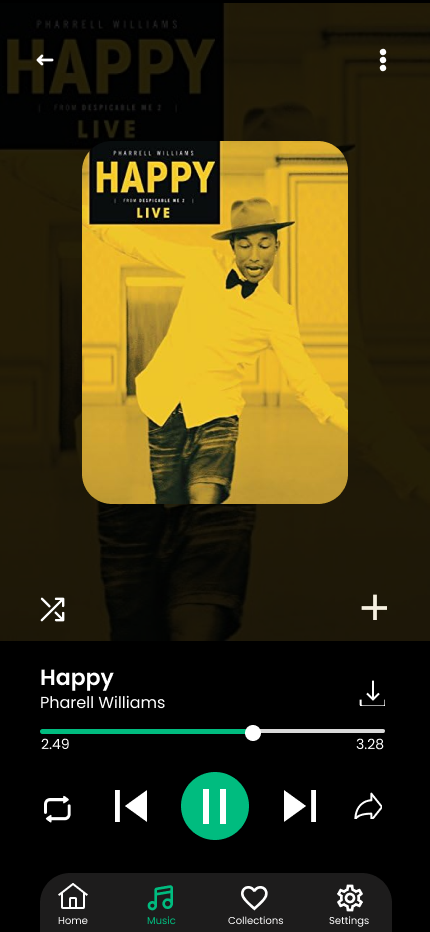 PHARRELL WILLIAMS
HAPPY
| FROM DESPICABLE ME 2 |
LIVE
PHARRELL WILLIAMS
HAPPY
| FROM DESPICABLE ME 2 |
LIVE
Happy
Pharell Williams
2.49 3.28
Home Music Collections Settings